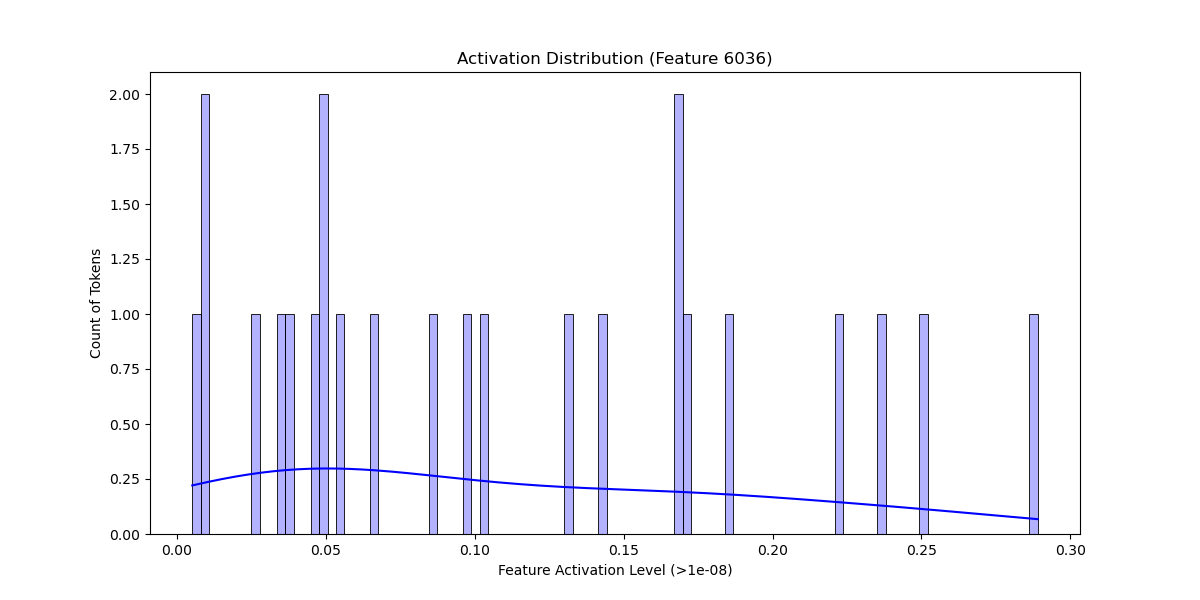 Activation Distribution (Feature 6036)
2.00
1.75
1.50
1.25
1.00
0.75
0.50
0.25
0.00
Count of Tokens
0.00 0.05 0.10 0.15 0.20 0.25 0.30
Feature Activation Level (>1e-08)